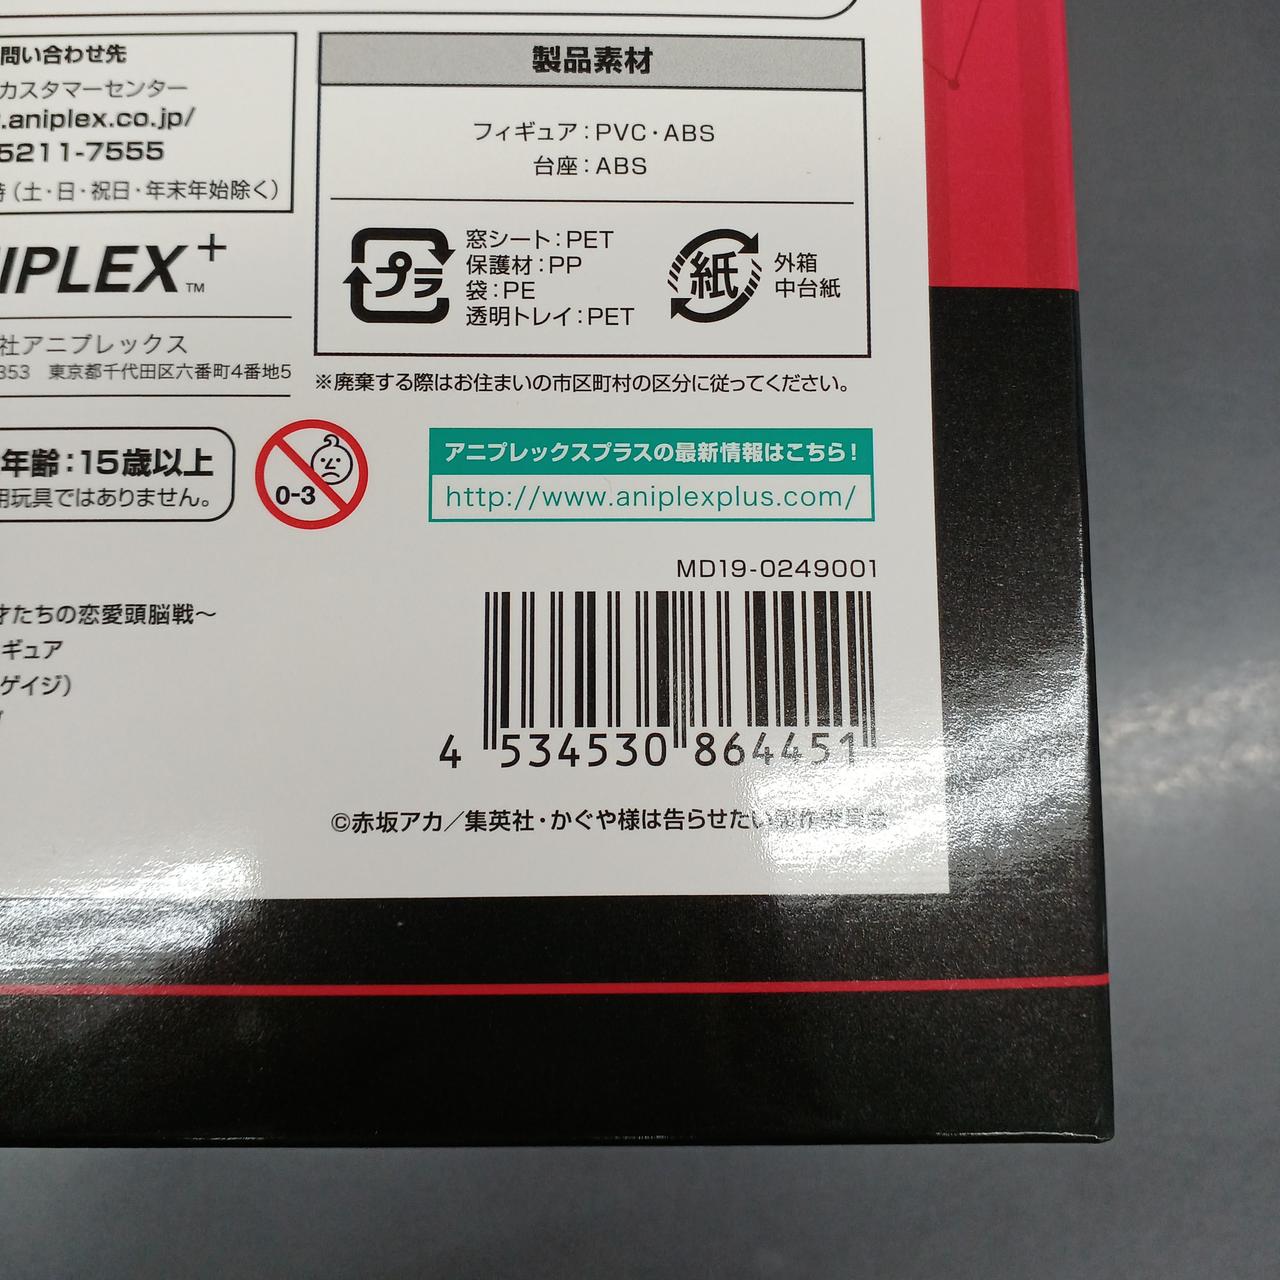 問い合わせ先
カスタマーセンター
.aniplex.co.jp/
5211-7555
時(土・日・祝日・年末年始除く)
NIPLEX+™
社アニプレックス
353 東京都千代田区六番町4番地5
製品素材
フィギュア:PVC・ABS
台座:ABS
プラ
窓シート:PET
保護材:PP
袋:PE
透明トレイ:PET
紙
外箱
中台紙
※廃棄する際はお住まいの市区町村の区分に従ってください。
年齢:15歳以上
用玩具ではありません。
0-3
アニプレックスプラスの最新情報はこちら!
http://www.aniplexplus.com/
MD19-0249001
才たちの恋愛頭脳戦〜
ギュア
ゲイジ)
4 534530 864451
©赤坂アカ/集英社・かぐや様は告らせたい製作委員会